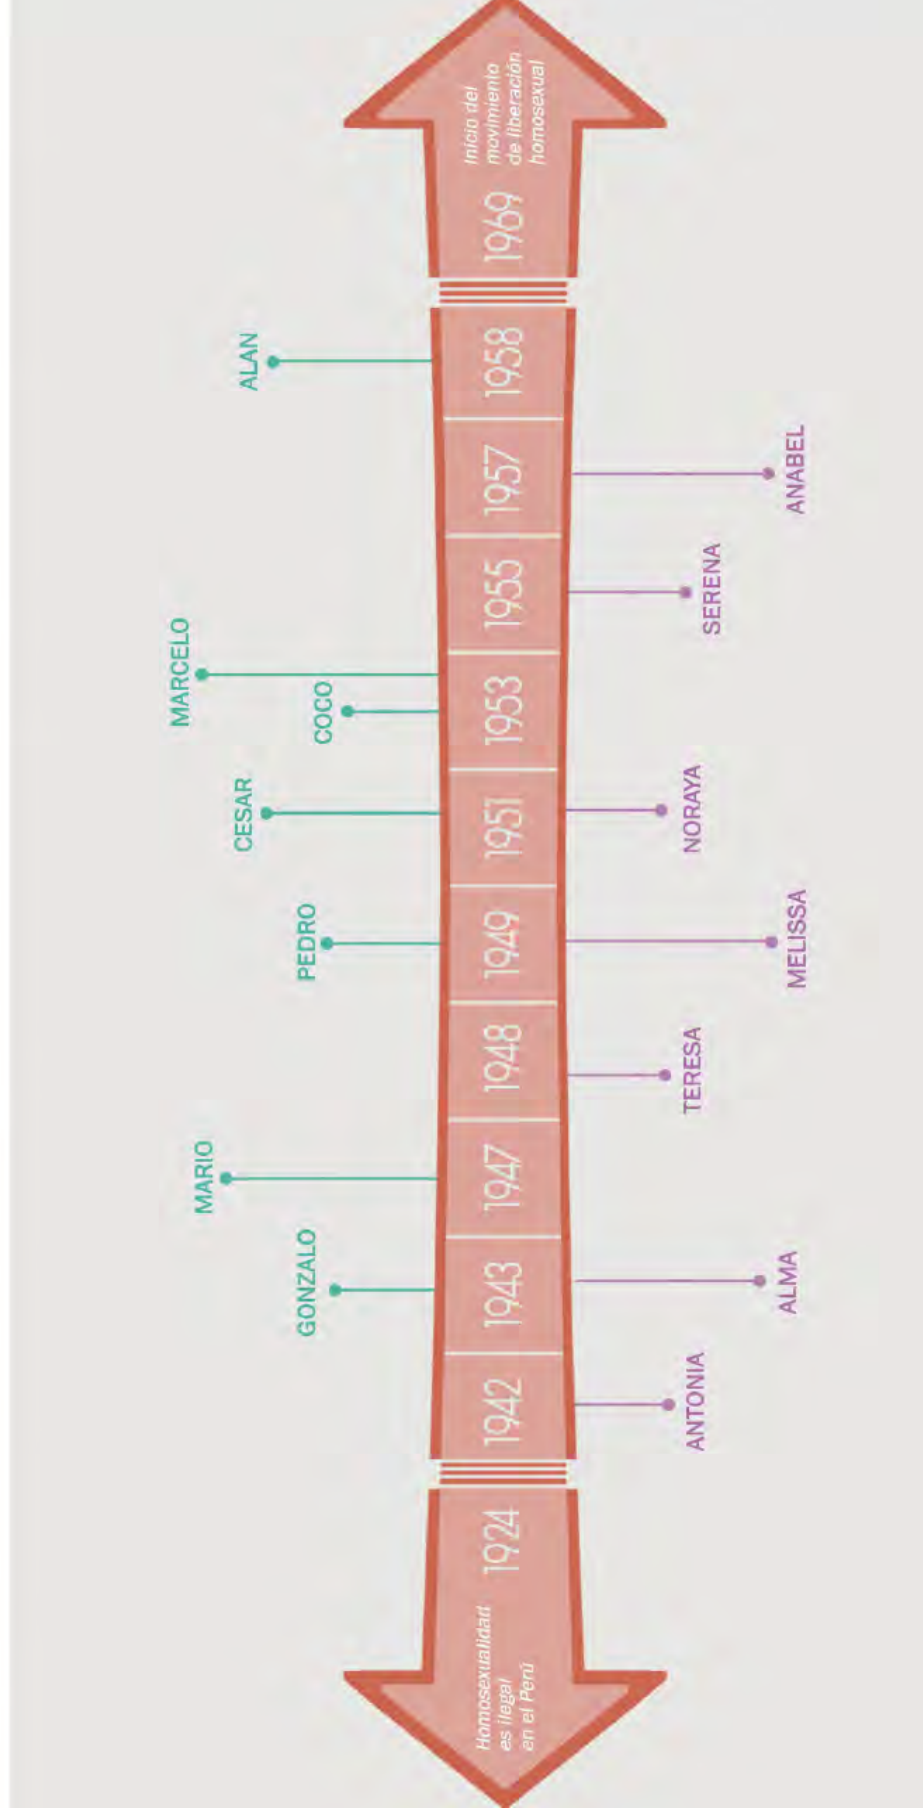 MARIO
MARCELO
CESAR
ALAN
GONZALO
PEDRO
COCO
Homosexualidad
es ilegal
en el Perú
1924
1942
1943
1947
1948
1949
1951
1953
1955
1957
1958
1969
Inicio del
movimiento
de liberación
homosexual
ANTONIA
TERESA
NORAYA
SERENA
ALMA
MELISSA
ANABEL